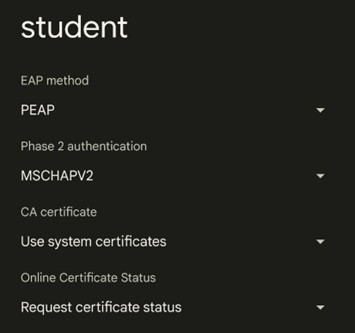 student
EAP method
PEAP
Phase 2 authentication
MSCHAPV2
CA certificate
Use system certificates
Online Certificate Status
Request certificate status